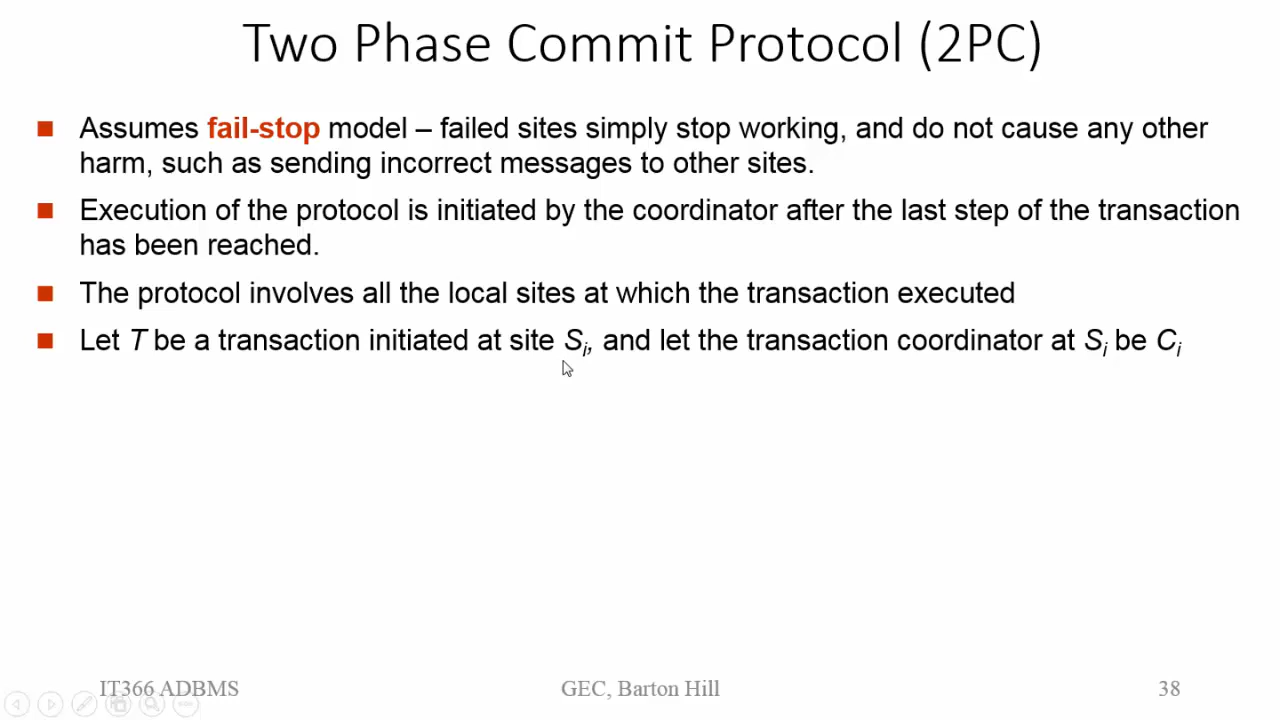 Two Phase Commit Protocol (2PC)
Assumes fail-stop model – failed sites simply stop working, and do not cause any other
harm, such as sending incorrect messages to other sites.
Execution of the protocol is initiated by the coordinator after the last step of the transaction
has been reached.
The protocol involves all the local sites at which the transaction executed
Let T be a transaction initiated at site Si, and let the transaction coordinator at Si be Ci
IT366 ADBMS
GEC, Barton Hill
38